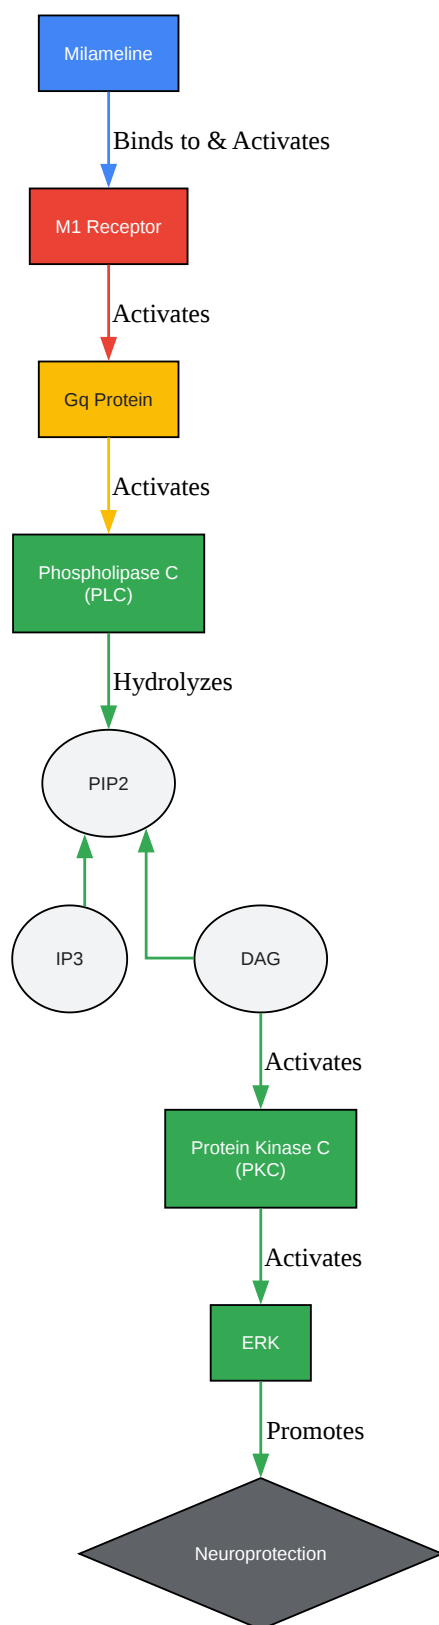 Milameline
Binds to & Activates
M1 Receptor
Activates
Gq Protein
Activates
Phospholipase C
(PLC)
Hydrolyzes
PIP2
IP3
DAG
Activates
Protein Kinase C
(PKC)
Activates
ERK
Promotes
Neuroprotection